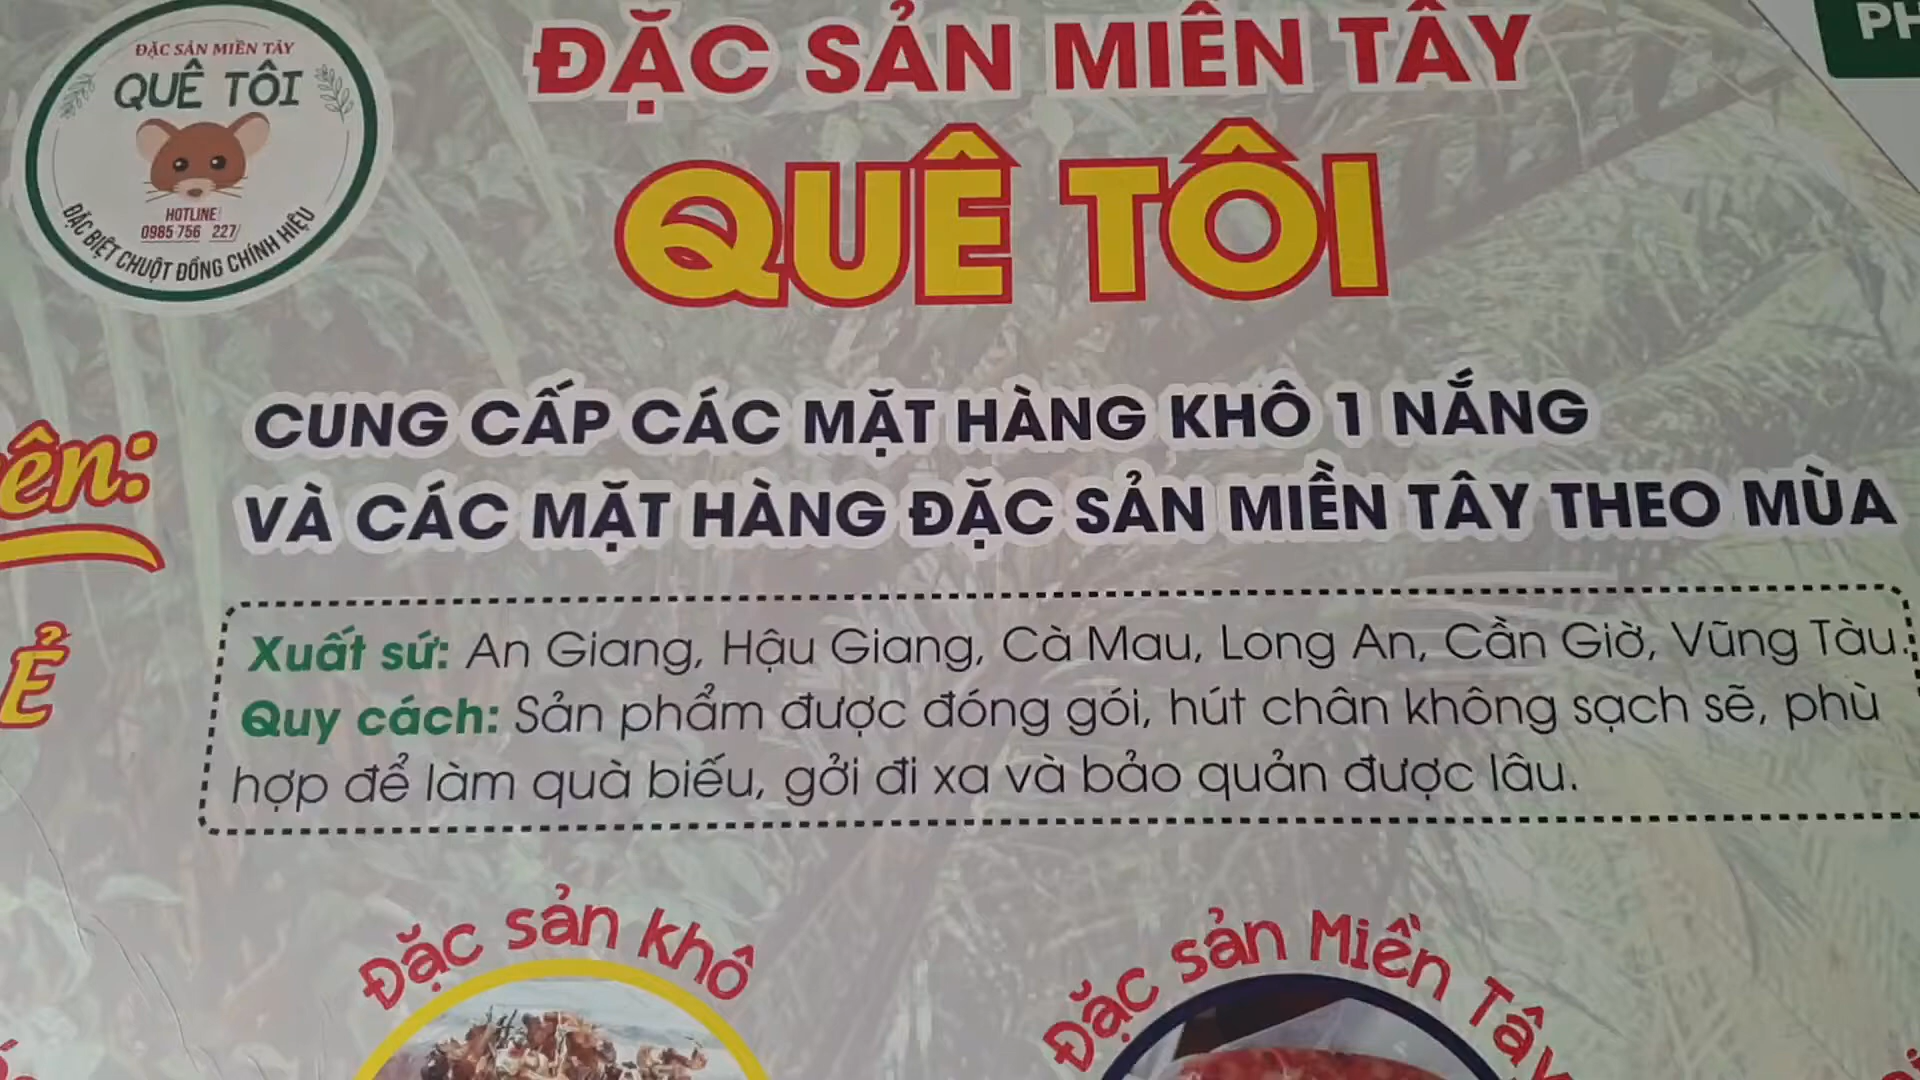 ĐẶC SẢN MIỀN TÂY
QUÊ TÔI
HOTLINE/
0985 756 227/
ĐẶC BIỆT CHUỘT ĐỒNG CHÍNH HIỆU
ĐẶC SẢN MIỀN TÂY
QUÊ TÔI
PH
CUNG CẤP CÁC MẶT HÀNG KHÔ 1 NẮNG
VÀ CÁC MẶT HÀNG ĐẶC SẢN MIỀN TÂY THEO MÙA
ên:
Ẻ
Xuất sứ: An Giang, Hậu Giang, Cà Mau, Long An, Cần Giờ, Vũng Tàu.
Quy cách: Sản phẩm được đóng gói, hút chân không sạch sẽ, phù
hợp để làm quà biếu, gởi đi xa và bảo quản được lâu.
Đặc sản khô
Đặc sản Miền Tây